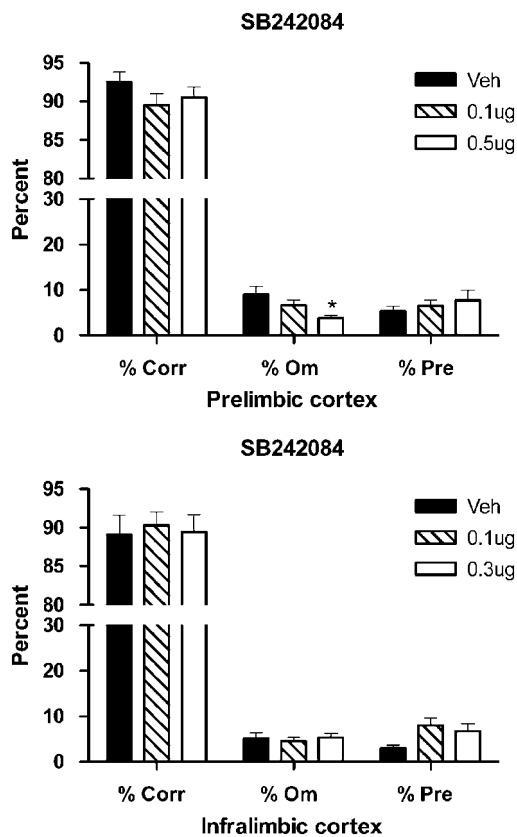 SB242084
95
90
85
80
30
20
10
0
Percent
Veh
0.1ug
0.5ug
*
% Corr
% Om
% Pre
Prelimbic cortex
SB242084
95
90
85
80
30
20
10
0
Percent
Veh
0.1ug
0.3ug
% Corr
% Om
% Pre
Infralimbic cortex